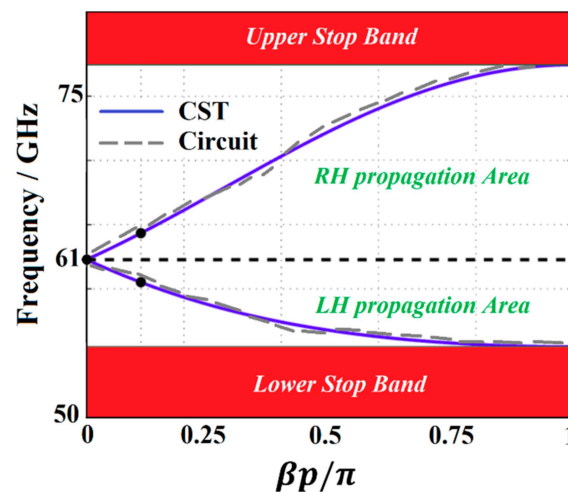 Upper Stop Band
75
CST
Circuit
RH propagation Area
Frequency / GHz
61
LH propagation Area
Lower Stop Band
50
0 0.25 0.5 0.75 1
βp/π